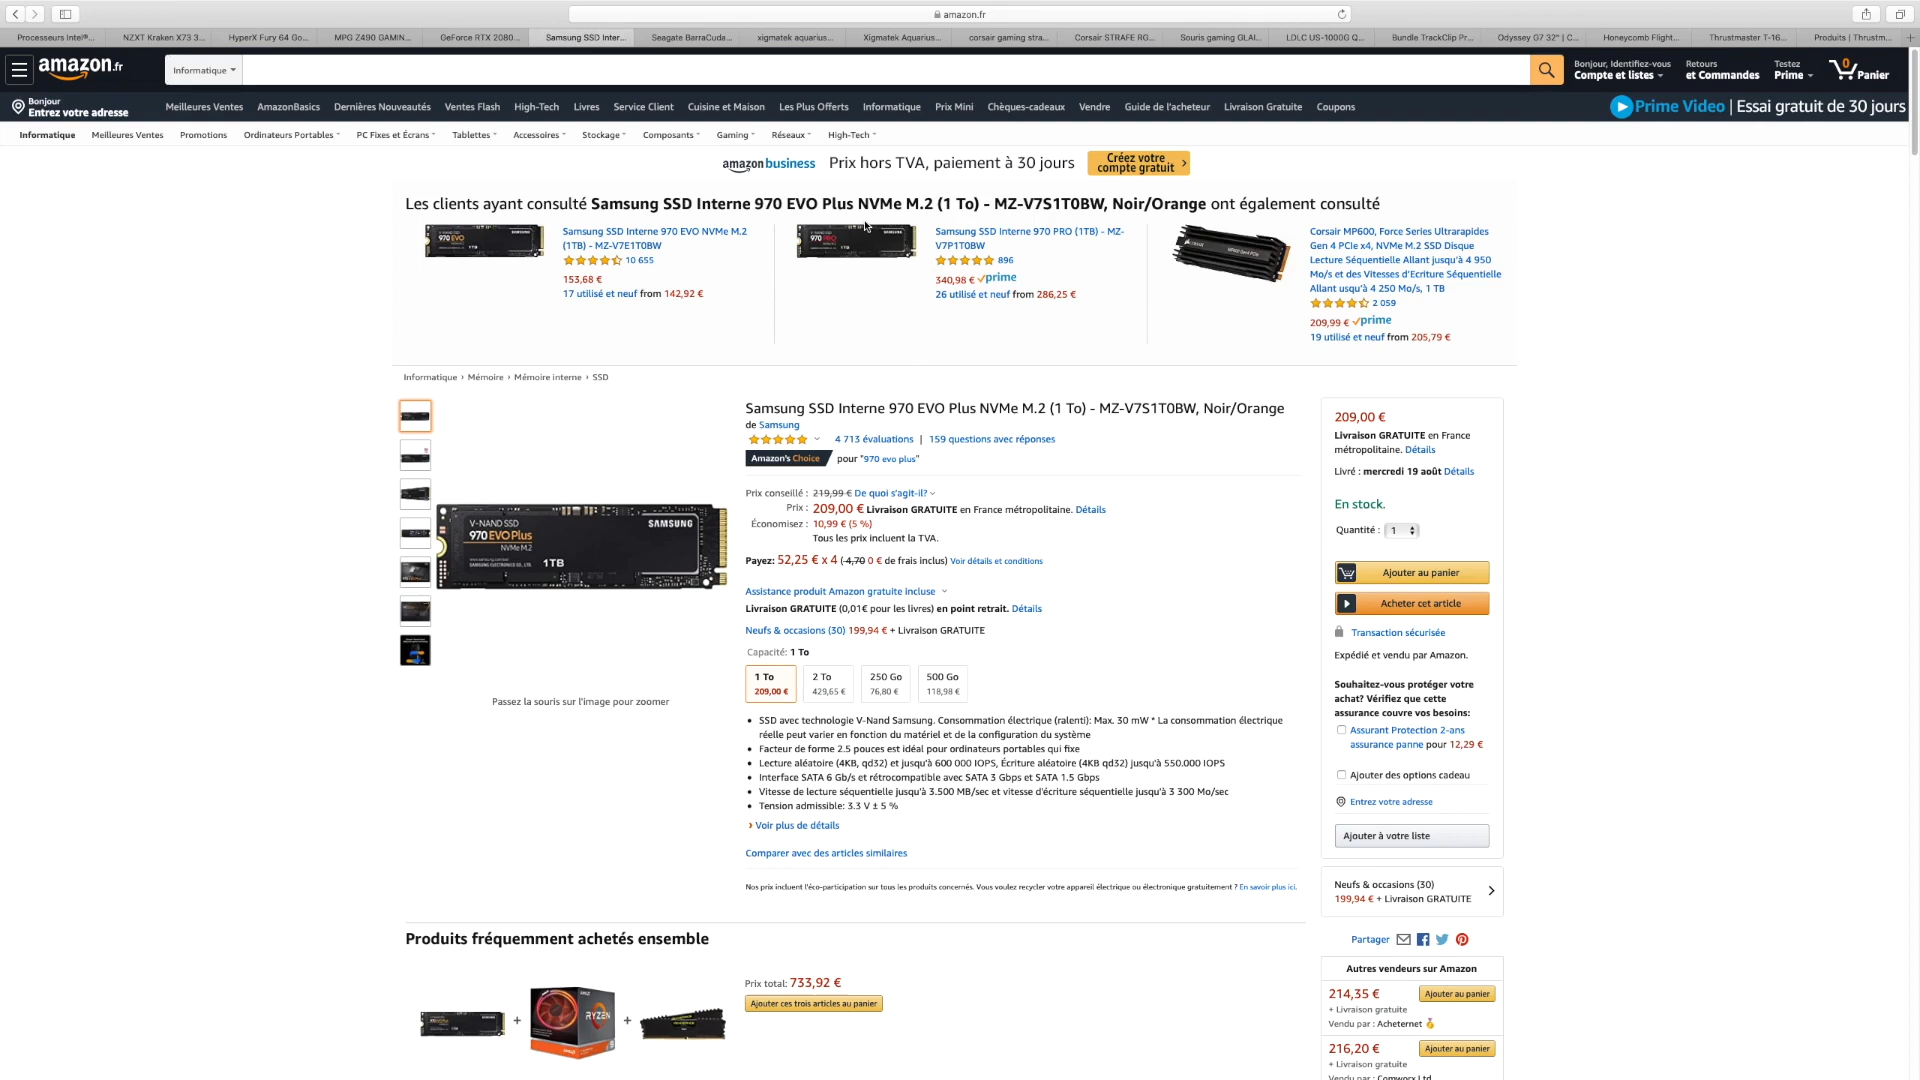 amazon.fr
Processeurs Intel®...
NZXT Kraken X73 3...
HyperX Fury 64 Go...
MPG Z490 GAMIN...
GeForce RTX 2080...
Samsung SSD Inter...
Seagate BarraCuda...
xigmatek aquarius...
Xigmatek Aquarius...
corsair gaming stra...
Corsair STRAFE RG...
Souris gaming GLAI...
LDLC US-1000G Q...
Bundle TrackClip Pr...
Odyssey G7 32" | C...
Honeycomb Flight...
Thrustmaster T-16...
Produits | Thrustm...
amazon.fr
Informatique
Bonjour, Identifiez-vous
Compte et listes
Retours
et Commandes
Testez
Prime
0
Panier
Bonjour
Entrez votre adresse
Meilleures Ventes AmazonBasics Dernières Nouveautés Ventes Flash High-Tech Livres Service Client Cuisine et Maison Les Plus Offerts Informatique Prix Mini Chèques-cadeaux Vendre Guide de l'acheteur Livraison Gratuite Coupons
Prime Video | Essai gratuit de 30 jours
Informatique Meilleures Ventes Promotions Ordinateurs Portables PC Fixes et Écrans Tablettes Accessoires Stockage Composants Gaming Réseaux High-Tech
amazon business Prix hors TVA, paiement à 30 jours
Créez votre
compte gratuit
Les clients ayant consulté Samsung SSD Interne 970 EVO Plus NVMe M.2 (1 To) - MZ-V7S1T0BW, Noir/Orange ont également consulté
Samsung SSD Interne 970 EVO NVMe M.2
(1TB) - MZ-V7E1T0BW
10 655
153,68 €
17 utilisé et neuf from 142,92 €
Samsung SSD Interne 970 PRO (1TB) - MZ-
V7P1T0BW
896
340,98 € prime
26 utilisé et neuf from 286,25 €
Corsair MP600, Force Series Ultrarapides
Gen 4 PCIe x4, NVMe M.2 SSD Disque
Lecture Séquentielle Allant jusqu'à 4 950
Mo/s et des Vitesses d'Ecriture Séquentielle
Allant usqu'à 4 250 Mo/s, 1 TB
2 059
209,99 € prime
19 utilisé et neuf from 205,79 €
Informatique › Mémoire › Mémoire interne › SSD
V-NAND SSD
970 EVO Plus
NVMe M.2
SAMSUNG
1TB
Passez la souris sur l'image pour zoomer
Samsung SSD Interne 970 EVO Plus NVMe M.2 (1 To) - MZ-V7S1T0BW, Noir/Orange
de Samsung
4 713 évaluations | 159 questions avec réponses
Amazon's Choice pour "970 evo plus"
Prix conseillé : 219,99 € De quoi s'agit-il?
Prix : 209,00 € Livraison GRATUITE en France métropolitaine. Détails
Économisez : 10,99 € (5 %)
Tous les prix incluent la TVA.
Payez: 52,25 € x 4 (-4,70 0 € de frais inclus) Voir détails et conditions
Assistance produit Amazon gratuite incluse
Livraison GRATUITE (0,01€ pour les livres) en point retrait. Détails
Neufs & occasions (30) 199,94 € + Livraison GRATUITE
Capacité: 1 To
1 To
209,00 €
2 To
429,65 €
250 Go
76,80 €
500 Go
118,98 €
• SSD avec technologie V-Nand Samsung. Consommation électrique (ralenti): Max. 30 mW * La consommation électrique
réelle peut varier en fonction du matériel et de la configuration du système
• Facteur de forme 2.5 pouces est idéal pour ordinateurs portables qui fixe
• Lecture aléatoire (4KB, qd32) et jusqu'à 600 000 IOPS, Écriture aléatoire (4KB qd32) jusqu'à 550.000 IOPS
• Interface SATA 6 Gb/s et rétrocompatible avec SATA 3 Gbps et SATA 1.5 Gbps
• Vitesse de lecture séquentielle jusqu'à 3.500 MB/sec et vitesse d'écriture séquentielle jusqu'à 3 300 Mo/sec
• Tension admissible: 3.3 V ± 5 %
› Voir plus de détails
Comparer avec des articles similaires
Nos prix incluent l'éco-participation sur tous les produits concernés. Vous voulez recycler votre appareil électrique ou électronique gratuitement ? En savoir plus ici.
209,00 €
Livraison GRATUITE en France
métropolitaine. Détails
Livré : mercredi 19 août Détails
En stock.
Quantité : 1
Ajouter au panier
Acheter cet article
Transaction sécurisée
Expédié et vendu par Amazon.
Souhaitez-vous protéger votre
achat? Vérifiez que cette
assurance couvre vos besoins:
Assurant Protection 2-ans
assurance panne pour 12,29 €
Ajouter des options cadeau
Entrez votre adresse
Ajouter à votre liste
Neufs & occasions (30)
199,94 € + Livraison GRATUITE
Partager
Autres vendeurs sur Amazon
214,35 €
Ajouter au panier
+ Livraison gratuite
Vendu par : Acheternet
216,20 €
Ajouter au panier
+ Livraison gratuite
Vendu par : Comworx Ltd
Produits fréquemment achetés ensemble
RYZEN
Prix total: 733,92 €
Ajouter ces trois articles au panier